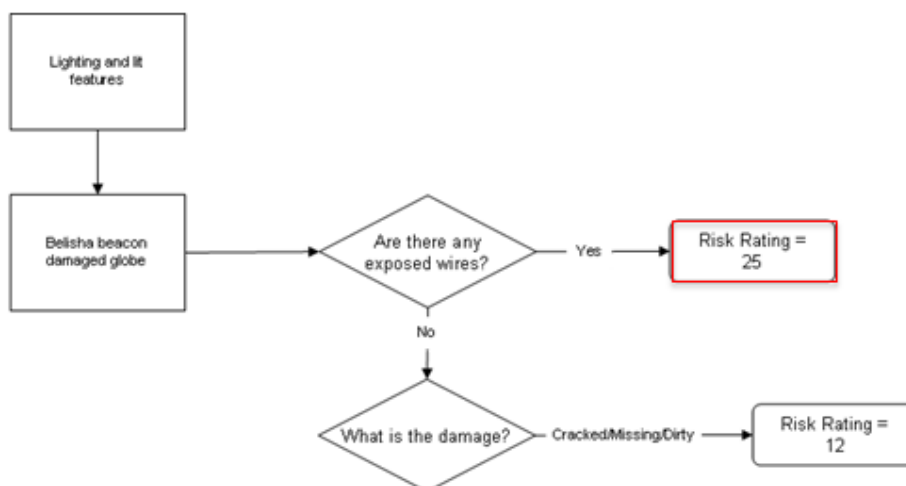 Lighting and lit
features
Belisha beacon
damaged globe
Are there any
exposed wires?
Yes
Risk Rating =
25
No
What is the damage?
Cracked/Missing/Dirty
Risk Rating =
12